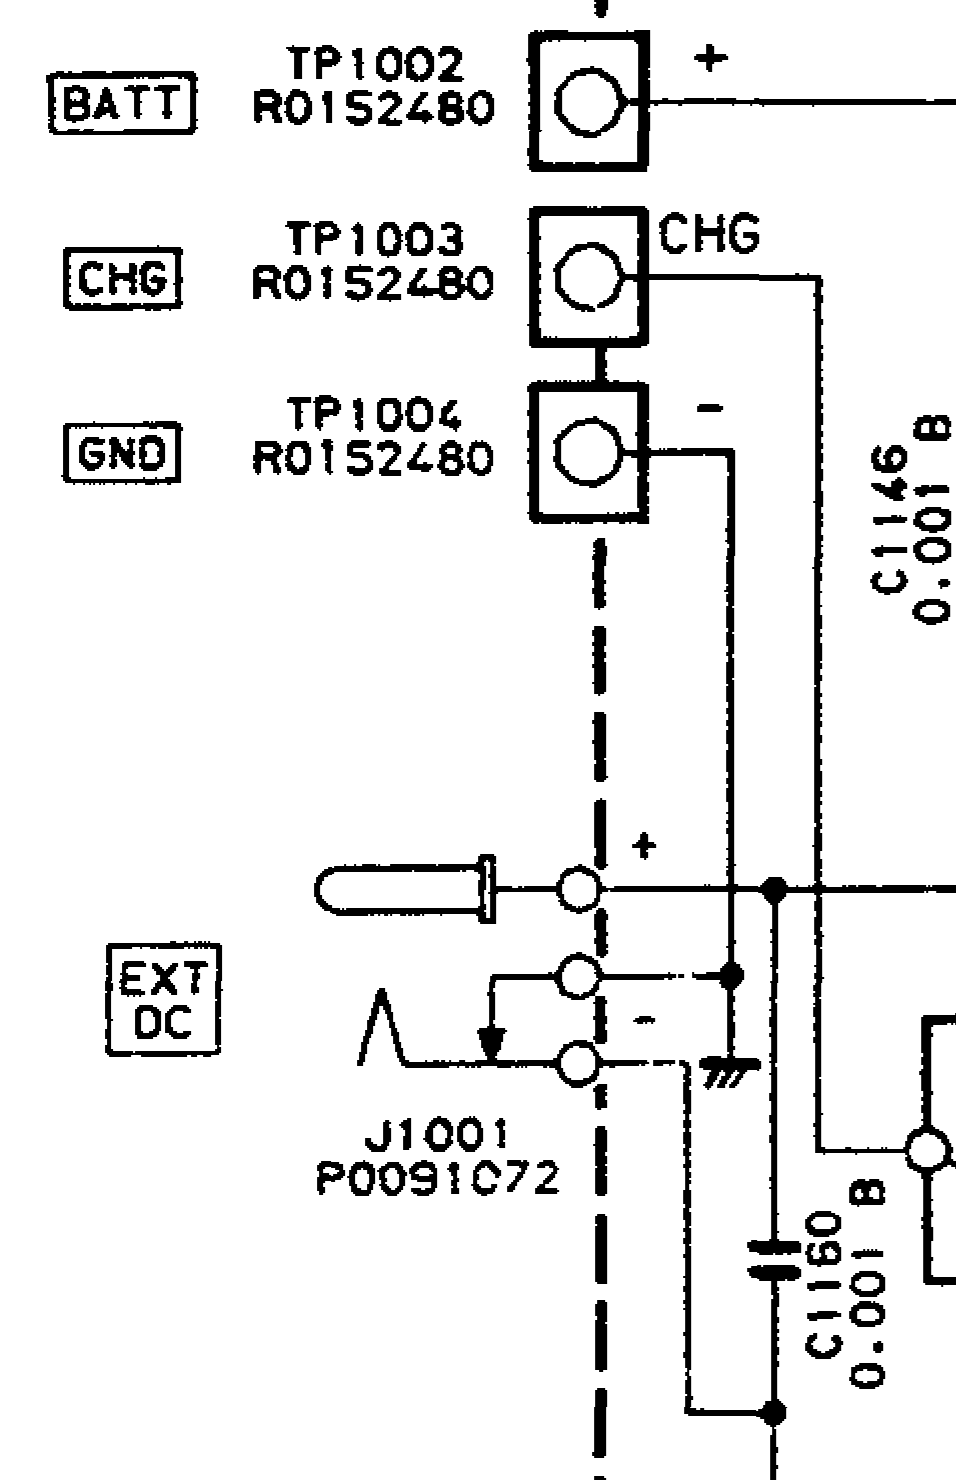 TP1002
+
BATT
R0152480
TP1003
CHG
CHG
R0152480
TP1004
-
GND
R0152480
C1146
0.001 B
+
EXT
DC
-
J1001
P0091072
C1160
0.001 B